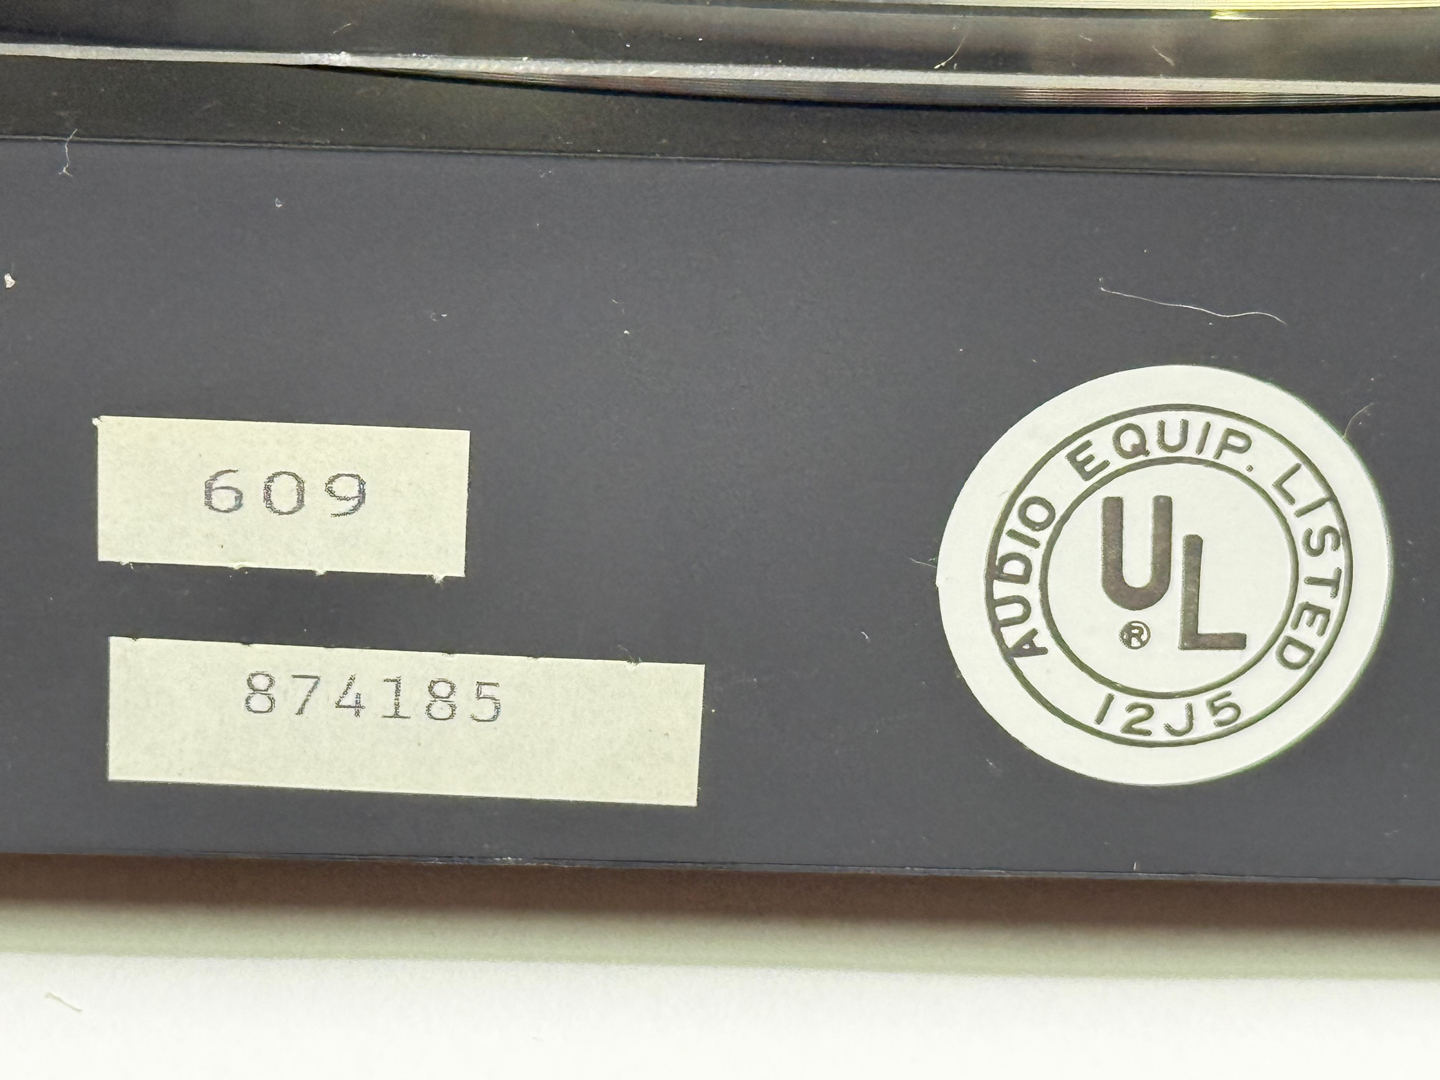 609
874185
AUDIO EQUIP. LISTED
UL
®
12J5